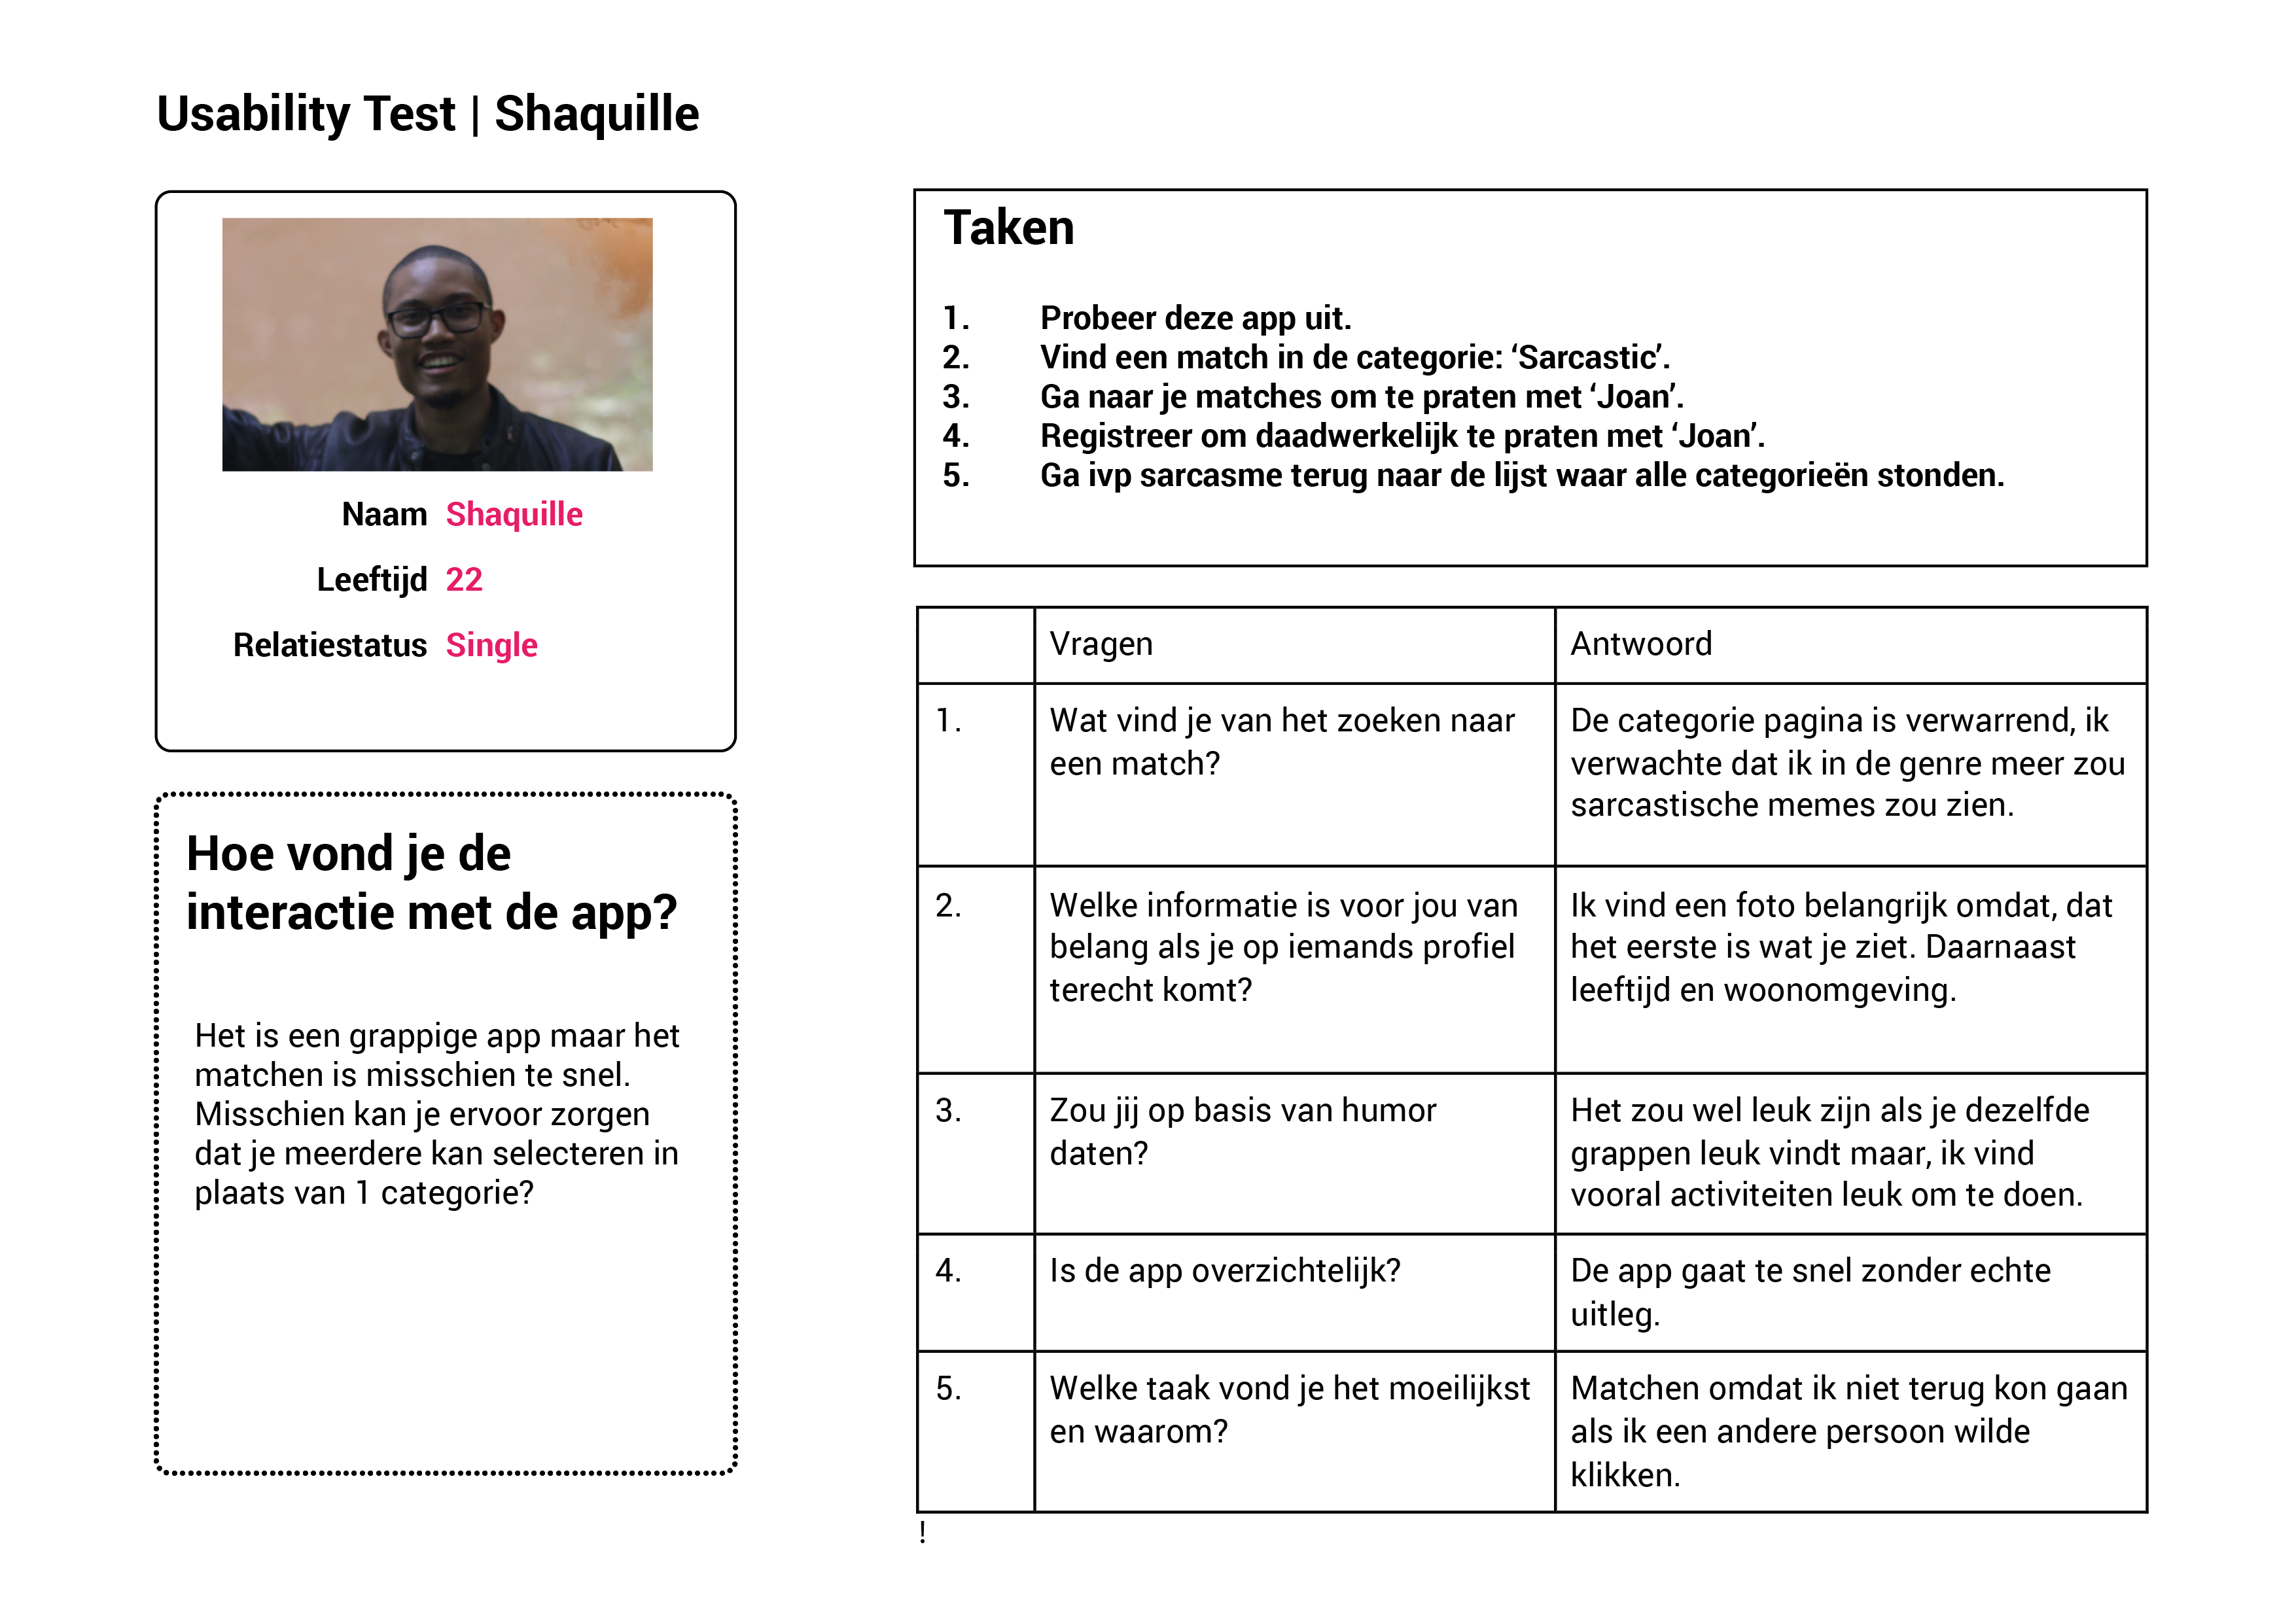 Usability Test | Shaquille
Naam Shaquille
Leeftijd 22
Relatiestatus Single
Hoe vond je de
interactie met de app?
Het is een grappige app maar het
matchen is misschien te snel.
Misschien kan je ervoor zorgen
dat je meerdere kan selecteren in
plaats van 1 categorie?
Taken
1. Probeer deze app uit.
2. Vind een match in de categorie: ‘Sarcastic’.
3. Ga naar je matches om te praten met ‘Joan’.
4. Registreer om daadwerkelijk te praten met ‘Joan’.
5. Ga ivp sarcasme terug naar de lijst waar alle categorieën stonden.
Vragen
Antwoord
1.
Wat vind je van het zoeken naar
een match?
De categorie pagina is verwarrend, ik
verwachte dat ik in de genre meer zou
sarcastische memes zou zien.
2.
Welke informatie is voor jou van
belang als je op iemands profiel
terecht komt?
Ik vind een foto belangrijk omdat, dat
het eerste is wat je ziet. Daarnaast
leeftijd en woonomgeving.
3.
Zou jij op basis van humor
daten?
Het zou wel leuk zijn als je dezelfde
grappen leuk vindt maar, ik vind
vooral activiteiten leuk om te doen.
4.
Is de app overzichtelijk?
De app gaat te snel zonder echte
uitleg.
5.
Welke taak vond je het moeilijkst
en waarom?
Matchen omdat ik niet terug kon gaan
als ik een andere persoon wilde
klikken.
!